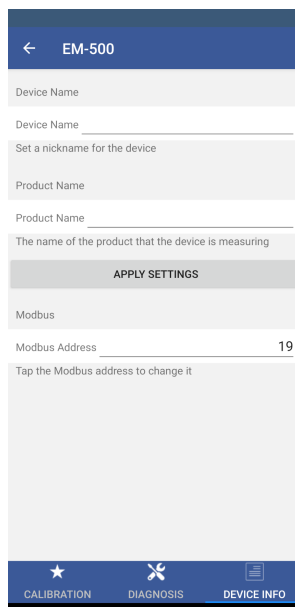 EM-500
Device Name
Device Name
Set a nickname for the device
Product Name
Product Name
The name of the product that the device is measuring
APPLY SETTINGS
Modbus
Modbus Address 19
Tap the Modbus address to change it
CALIBRATION DIAGNOSIS DEVICE INFO